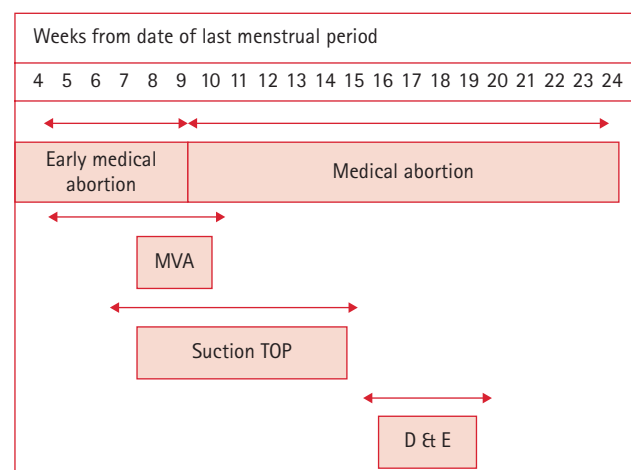 Weeks from date of last menstrual period
4 5 6 7 8 9 10 11 12 13 14 15 16 17 18 19 20 21 22 23 24
Early medical
abortion
Medical abortion
MVA
Suction TOP
D & E